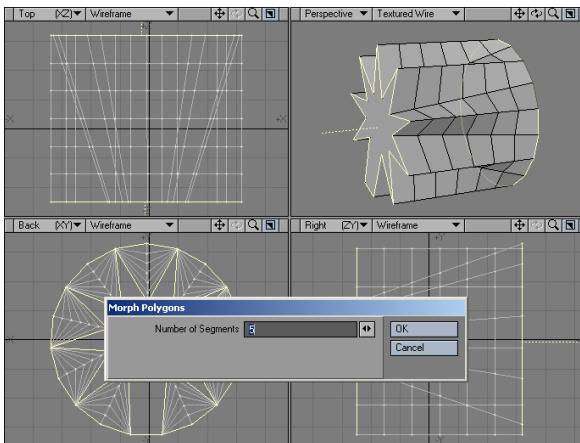 Top (XZ) Wireframe
Perspective Textured Wire
Back (XY) Wireframe
Right (ZY) Wireframe
Morph Polygons
Number of Segments 5
OK
Cancel